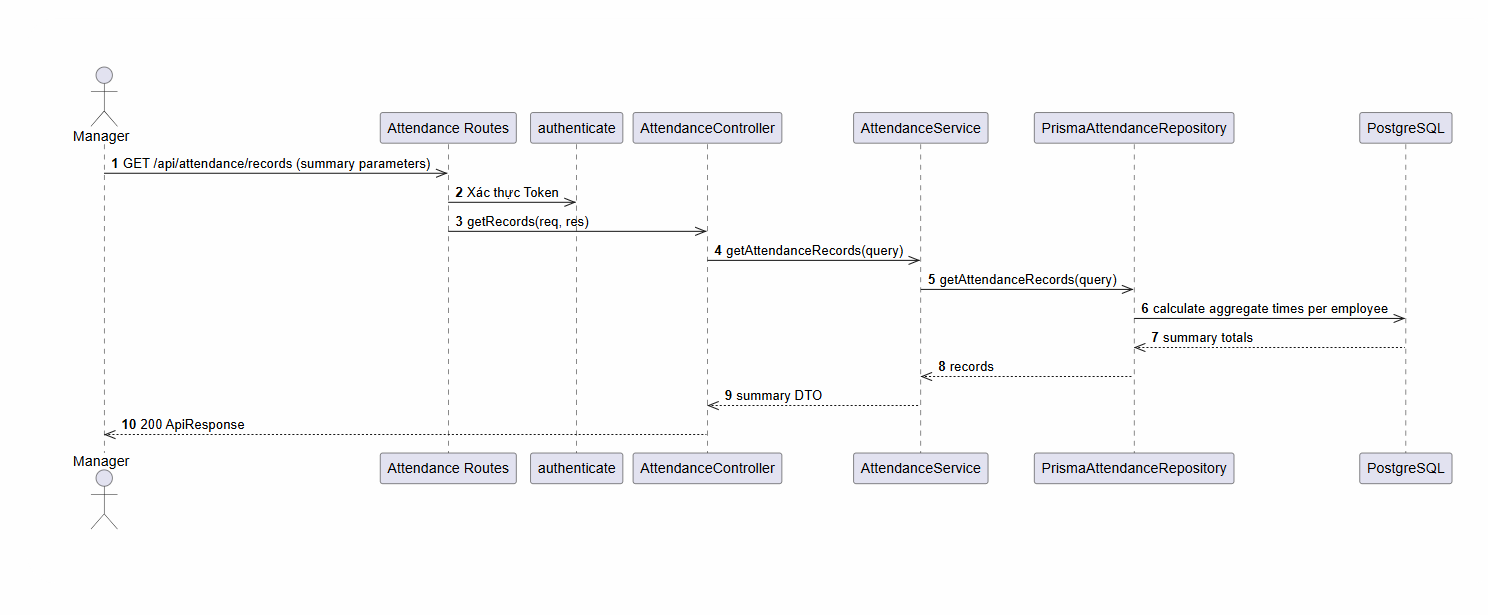 Manager
Attendance Routes
authenticate
AttendanceController
AttendanceService
PrismaAttendanceRepository
PostgreSQL
1 GET /api/attendance/records (summary parameters)
2 Xác thực Token
3 getRecords(req, res)
4 getAttendanceRecords(query)
5 getAttendanceRecords(query)
6 calculate aggregate times per employee
7 summary totals
8 records
9 summary DTO
10 200 ApiResponse
Manager
Attendance Routes
authenticate
AttendanceController
AttendanceService
PrismaAttendanceRepository
PostgreSQL